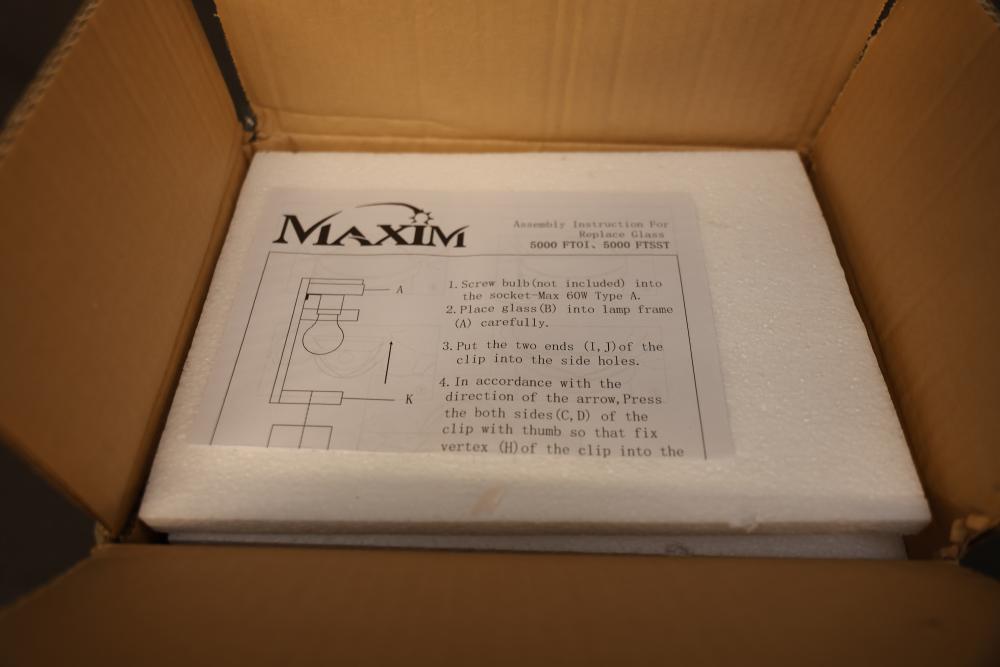 MAXIM
Assembly Instruction For
Replace Glass
5000 FTOI、5000 FTSST
A
K
1. Screw bulb(not included) into
the socket-Max 60W Type A.
2. Place glass(B) into lamp frame
(A) carefully.
3. Put the two ends (I,J)of the
clip into the side holes.
4. In accordance with the
direction of the arrow,Press
the both sides(C,D) of the
clip with thumb so that fix
vertex (H)of the clip into the